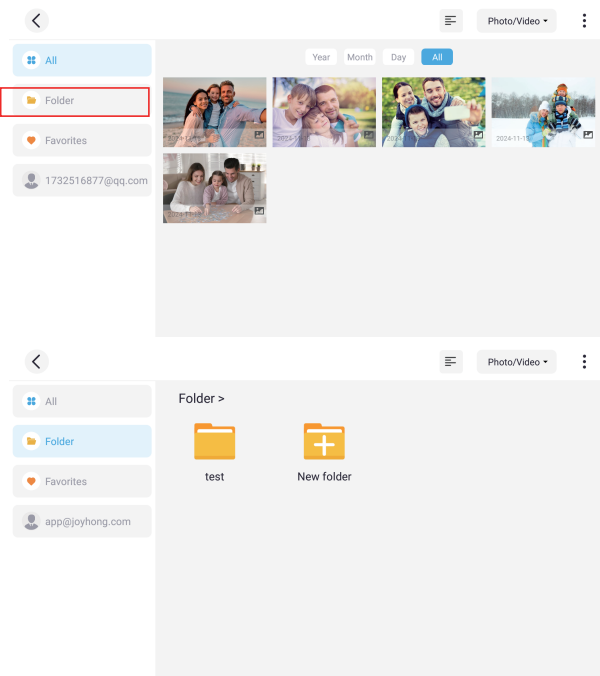 Photo/Video
All
Folder
Favorites
1732516877@qq.com
Year Month Day All
2024-11-1
Photo/Video
All
Folder
Favorites
app@joyhong.com
Folder >
test
New folder